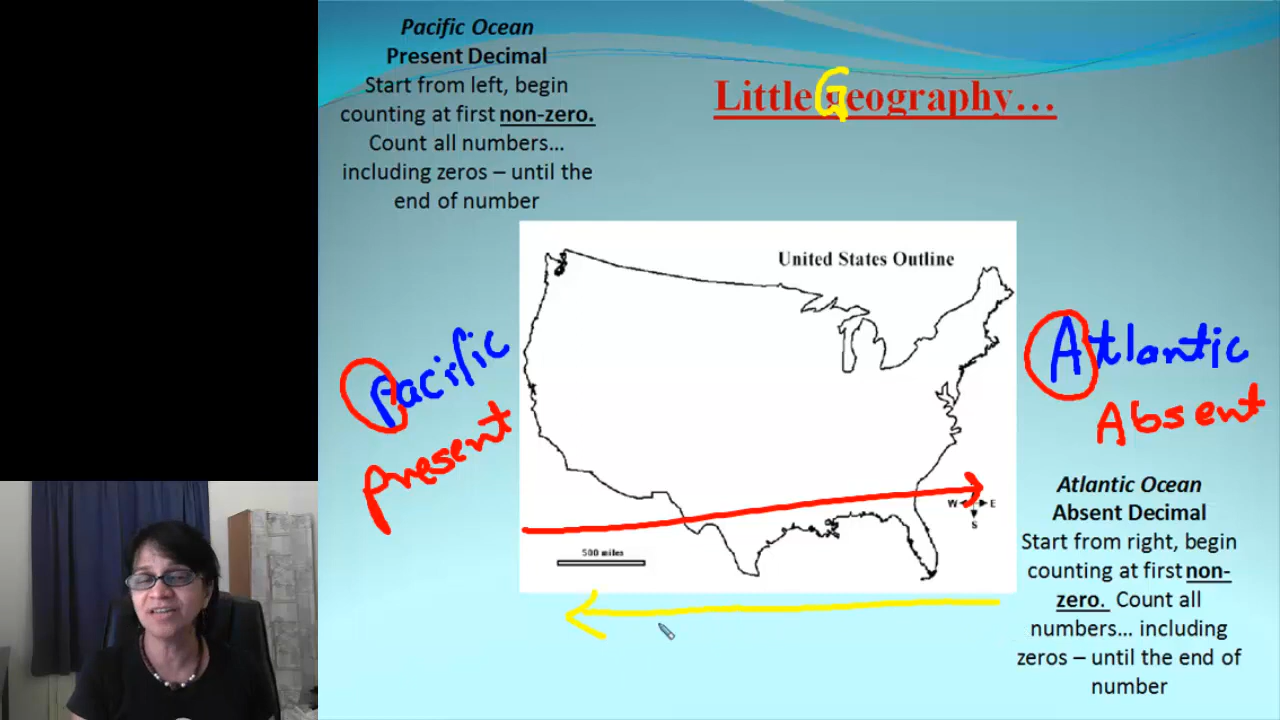 Pacific Ocean
Present Decimal
Start from left, begin
counting at first non-zero.
Count all numbers...
including zeros – until the
end of number
Little Geography...
United States Outline
Pacific
Present
Atlantic
Absent
W E
S
500 miles
Atlantic Ocean
Absent Decimal
Start from right, begin
counting at first non-
zero. Count all
numbers... including
zeros – until the end of
number